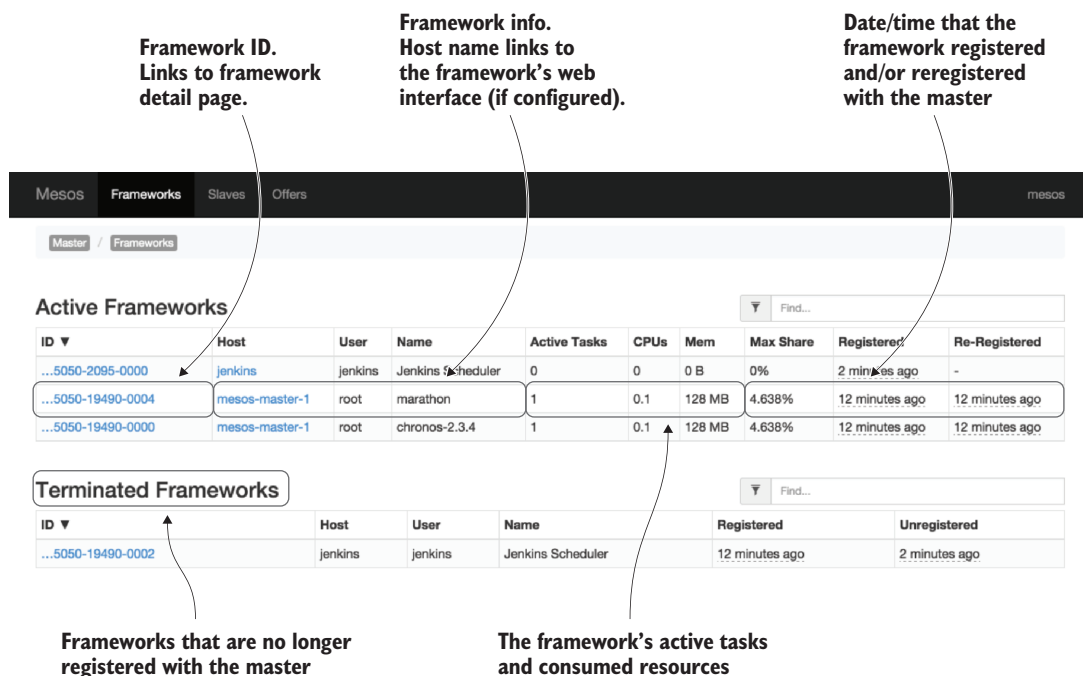 Framework ID.
Links to framework
detail page.
Framework info.
Host name links to
the framework's web
interface (if configured).
Date/time that the
framework registered
and/or reregistered
with the master
Mesos Frameworks Slaves Offers mesos
Master / Frameworks
Active Frameworks Find...
ID ▼ Host User Name Active Tasks CPUs Mem Max Share Registered Re-Registered
...5050-2095-0000 jenkins jenkins Jenkins Scheduler 0 0 0 B 0% 2 minutes ago -
...5050-19490-0004 mesos-master-1 root marathon 1 0.1 128 MB 4.638% 12 minutes ago 12 minutes ago
...5050-19490-0000 mesos-master-1 root chronos-2.3.4 1 0.1 128 MB 4.638% 12 minutes ago 12 minutes ago
Terminated Frameworks Find...
ID ▼ Host User Name Registered Unregistered
...5050-19490-0002 jenkins jenkins Jenkins Scheduler 12 minutes ago 2 minutes ago
Frameworks that are no longer
registered with the master
The framework's active tasks
and consumed resources